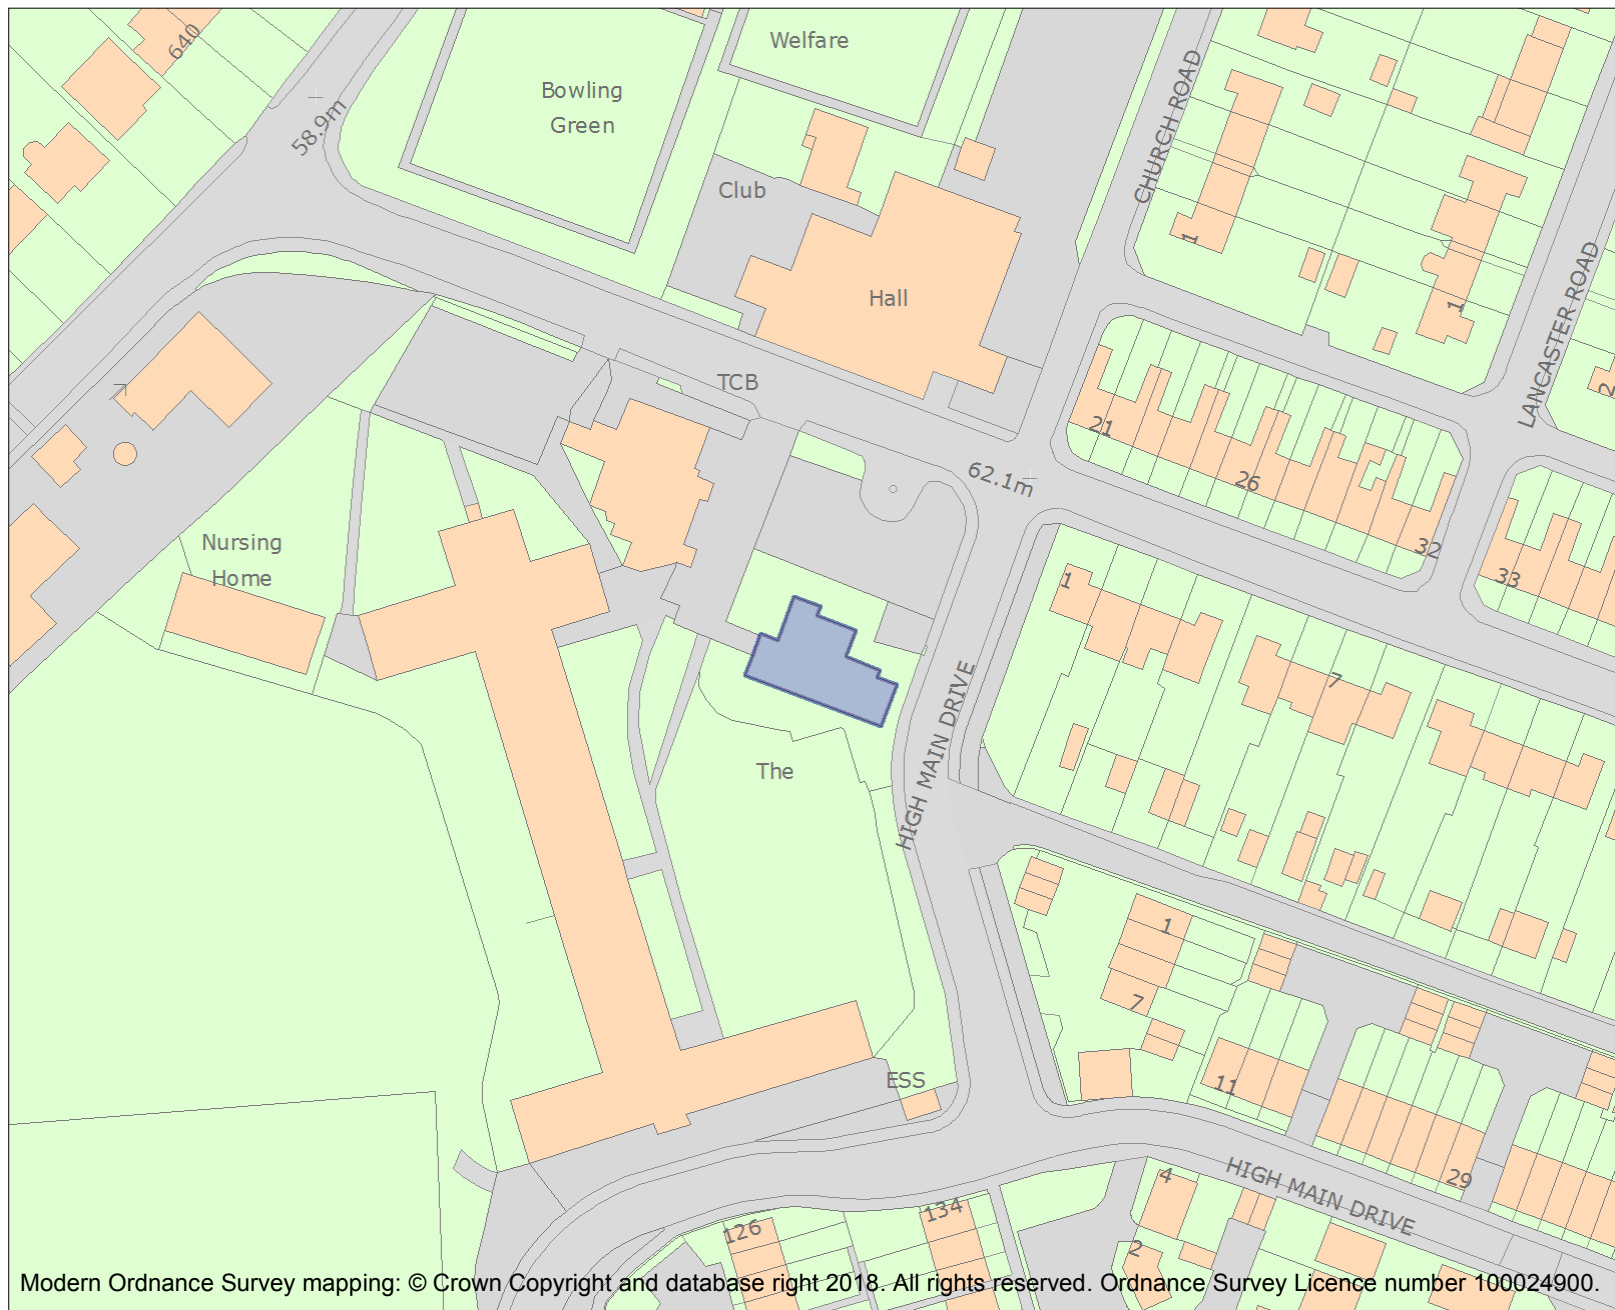 640
Welfare
Bowling
Green
58.9m
CHURCH ROAD
Club
1
LANCASTER ROAD
Hall
1
TCB
2
21
62.1m
26
32
Nursing
Home
33
1
HIGH MAIN DRIVE
7
The
1
7
ESS
11
HIGH MAIN DRIVE
4
29
134
126
2
Modern Ordnance Survey mapping: © Crown Copyright and database right 2018. All rights reserved. Ordnance Survey Licence number 100024900.